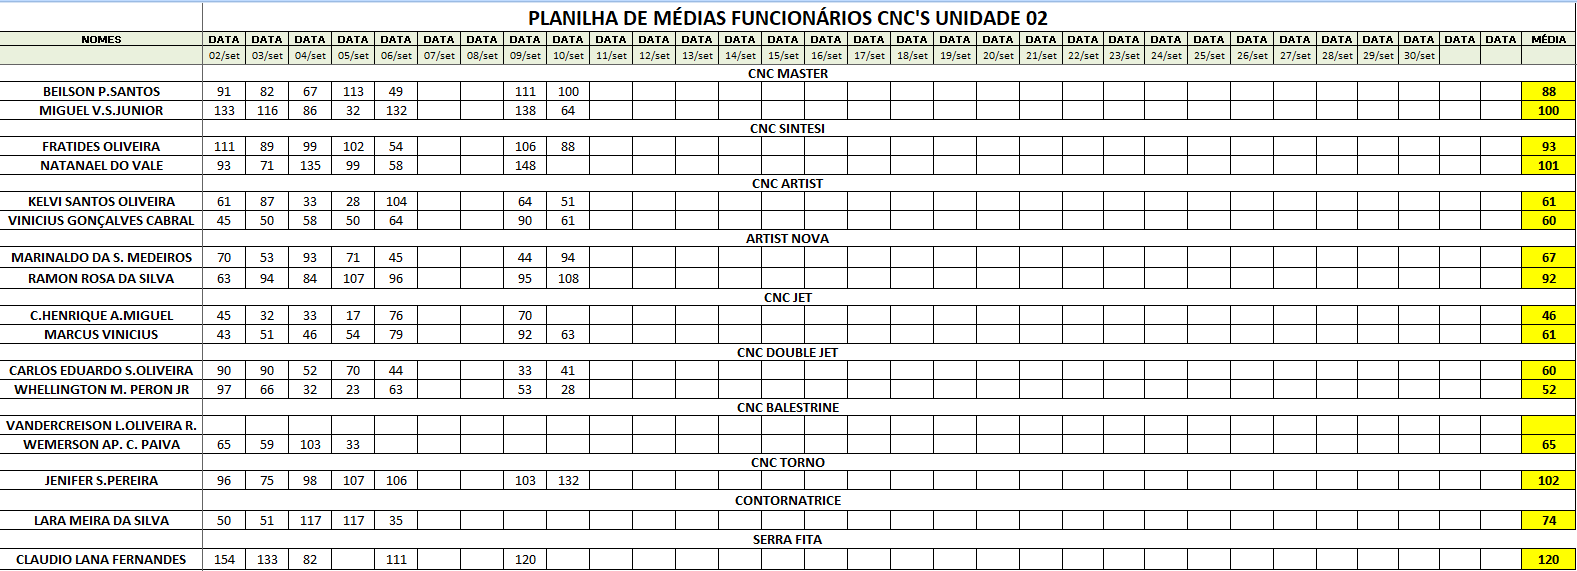 PLANILHA DE MÉDIAS FUNCIONÁRIOS CNC'S UNIDADE 02
NOMES DATA DATA DATA DATA DATA DATA DATA DATA DATA DATA DATA DATA DATA DATA DATA DATA DATA DATA DATA DATA DATA DATA DATA DATA DATA DATA DATA DATA DATA DATA DATA MÉDIA
02/set 03/set 04/set 05/set 06/set 07/set 08/set 09/set 10/set 11/set 12/set 13/set 14/set 15/set 16/set 17/set 18/set 19/set 20/set 21/set 22/set 23/set 24/set 25/set 26/set 27/set 28/set 29/set 30/set
CNC MASTER
BEILSON P.SANTOS 91 82 67 113 49 111 100 88
MIGUEL V.S.JUNIOR 133 116 86 32 132 138 64 100
CNC SINTESI
FRATIDES OLIVEIRA 111 89 99 102 54 106 88 93
NATANAEL DO VALE 93 71 135 99 58 148 101
CNC ARTIST
KELVI SANTOS OLIVEIRA 61 87 33 28 104 64 51 61
VINICIUS GONÇALVES CABRAL 45 50 58 50 64 90 61 60
ARTIST NOVA
MARINALDO DA S. MEDEIROS 70 53 93 71 45 44 94 67
RAMON ROSA DA SILVA 63 94 84 107 96 95 108 92
CNC JET
C.HENRIQUE A.MIGUEL 45 32 33 17 76 70 46
MARCUS VINICIUS 43 51 46 54 79 92 63 61
CNC DOUBLE JET
CARLOS EDUARDO S.OLIVEIRA 90 90 52 70 44 33 41 60
WHELLINGTON M. PERON JR 97 66 32 23 63 53 28 52
CNC BALESTRINE
VANDERCREISON L.OLIVEIRA R.
WEMERSON AP. C. PAIVA 65 59 103 33 65
CNC TORNO
JENIFER S.PEREIRA 96 75 98 107 106 103 132 102
CONTORNATRICE
LARA MEIRA DA SILVA 50 51 117 117 35 74
SERRA FITA
CLAUDIO LANA FERNANDES 154 133 82 111 120 120